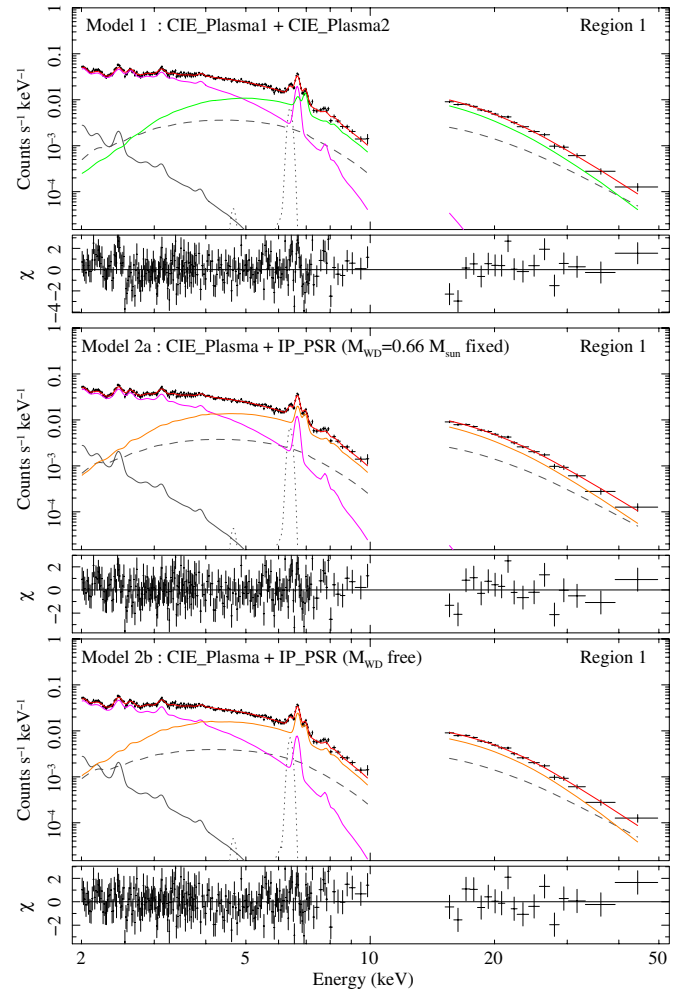 Model 1 : CIE_Plasma1 + CIE_Plasma2 Region 1
Counts s⁻¹ keV⁻¹
1
0.1
0.01
10⁻³
10⁻⁴
χ
2
0
−2
−4
Model 2a : CIE_Plasma + IP_PSR (M_WD=0.66 M_sun fixed) Region 1
Counts s⁻¹ keV⁻¹
1
0.1
0.01
10⁻³
10⁻⁴
χ
2
0
−2
Model 2b : CIE_Plasma + IP_PSR (M_WD free) Region 1
Counts s⁻¹ keV⁻¹
1
0.1
0.01
10⁻³
10⁻⁴
χ
2
0
−2
2 5 10 20 50
Energy (keV)